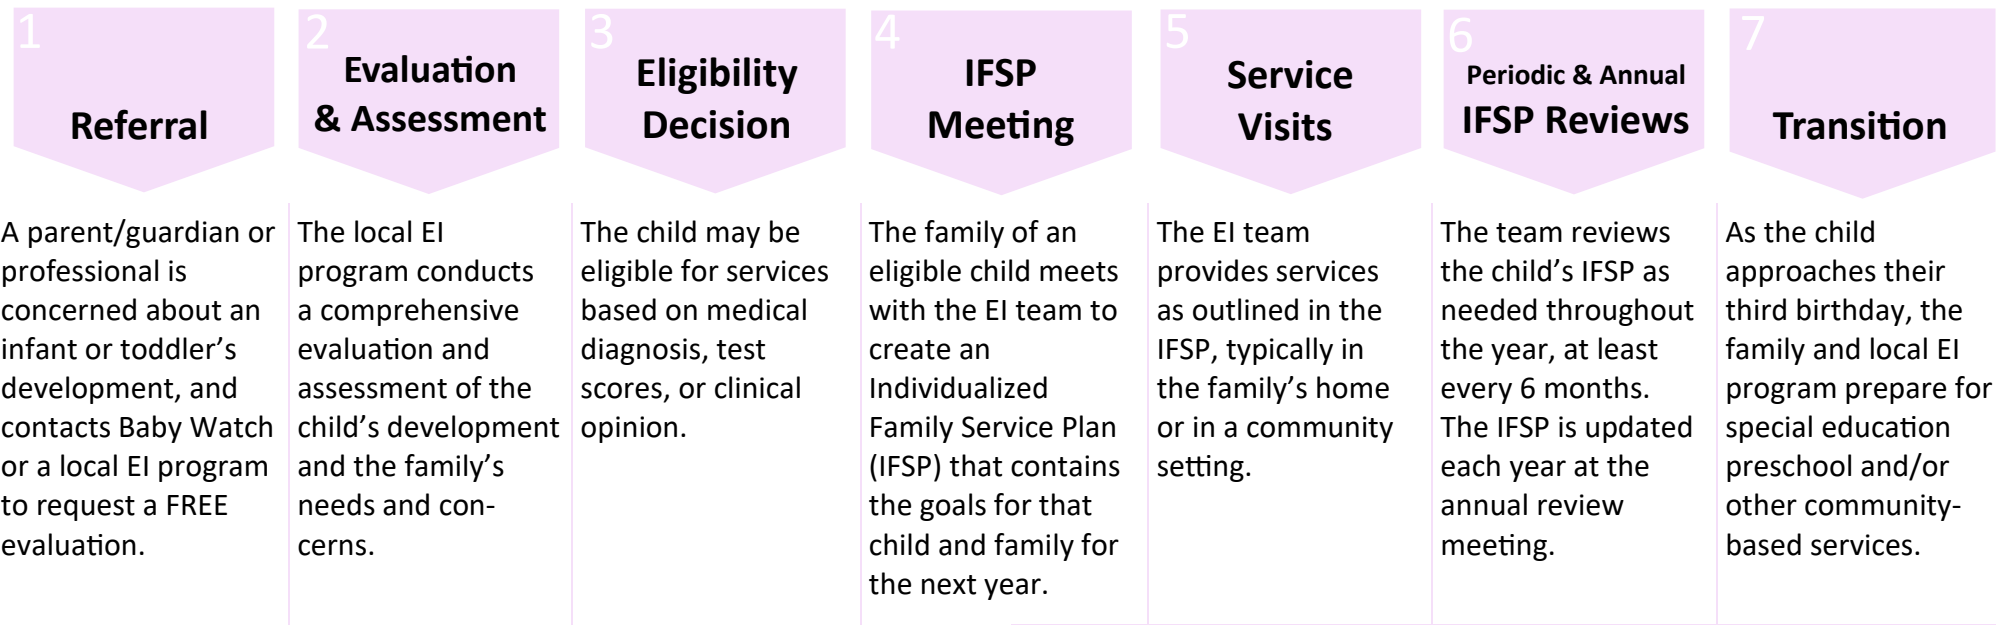 1
Referral
A parent/guardian or
professional is
concerned about an
infant or toddler’s
development, and
contacts Baby Watch
or a local EI program
to request a FREE
evaluation.
2
Evaluation
& Assessment
The local EI
program conducts
a comprehensive
evaluation and
assessment of the
child’s development
and the family’s
needs and con-
cerns.
3
Eligibility
Decision
The child may be
eligible for services
based on medical
diagnosis, test
scores, or clinical
opinion.
4
IFSP
Meeting
The family of an
eligible child meets
with the EI team to
create an
Individualized
Family Service Plan
(IFSP) that contains
the goals for that
child and family for
the next year.
5
Service
Visits
The EI team
provides services
as outlined in the
IFSP, typically in
the family’s home
or in a community
setting.
6
Periodic & Annual
IFSP Reviews
The team reviews
the child’s IFSP as
needed throughout
the year, at least
every 6 months.
The IFSP is updated
each year at the
annual review
meeting.
7
Transition
As the child
approaches their
third birthday, the
family and local EI
program prepare for
special education
preschool and/or
other community-
based services.